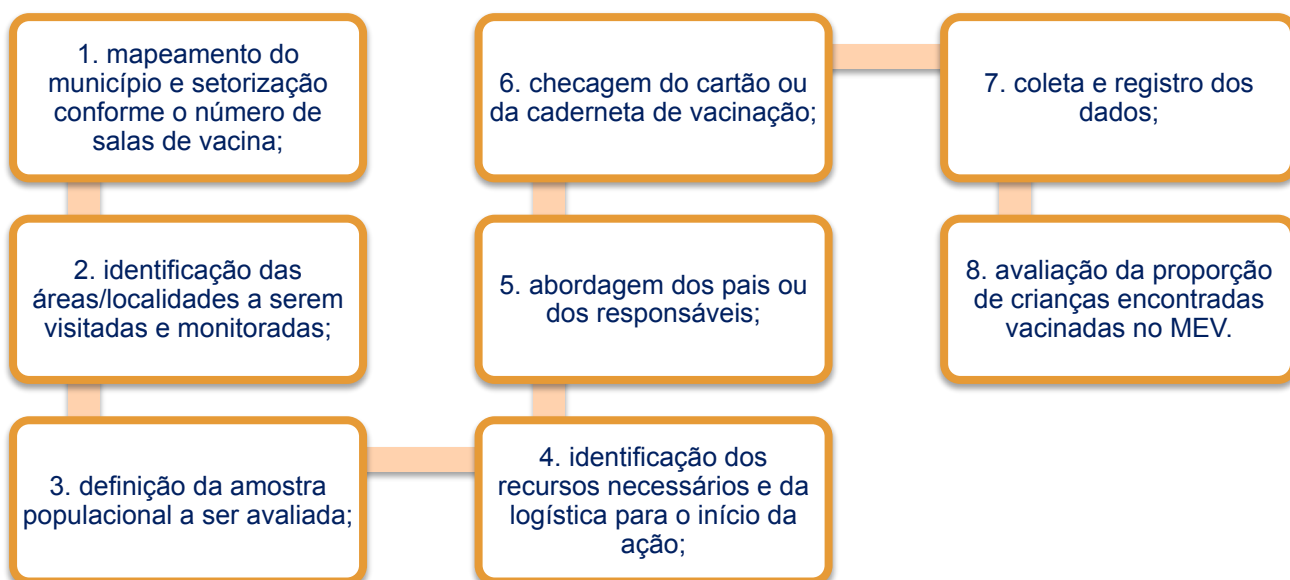 1. mapeamento do
município e setorização
conforme o número de
salas de vacina;
2. identificação das
áreas/localidades a serem
visitadas e monitoradas;
3. definição da amostra
populacional a ser avaliada;
4. identificação dos
recursos necessários e da
logística para o início da
ação;
5. abordagem dos pais ou
dos responsáveis;
6. checagem do cartão ou
da caderneta de vacinação;
7. coleta e registro dos
dados;
8. avaliação da proporção
de crianças encontradas
vacinadas no MEV.